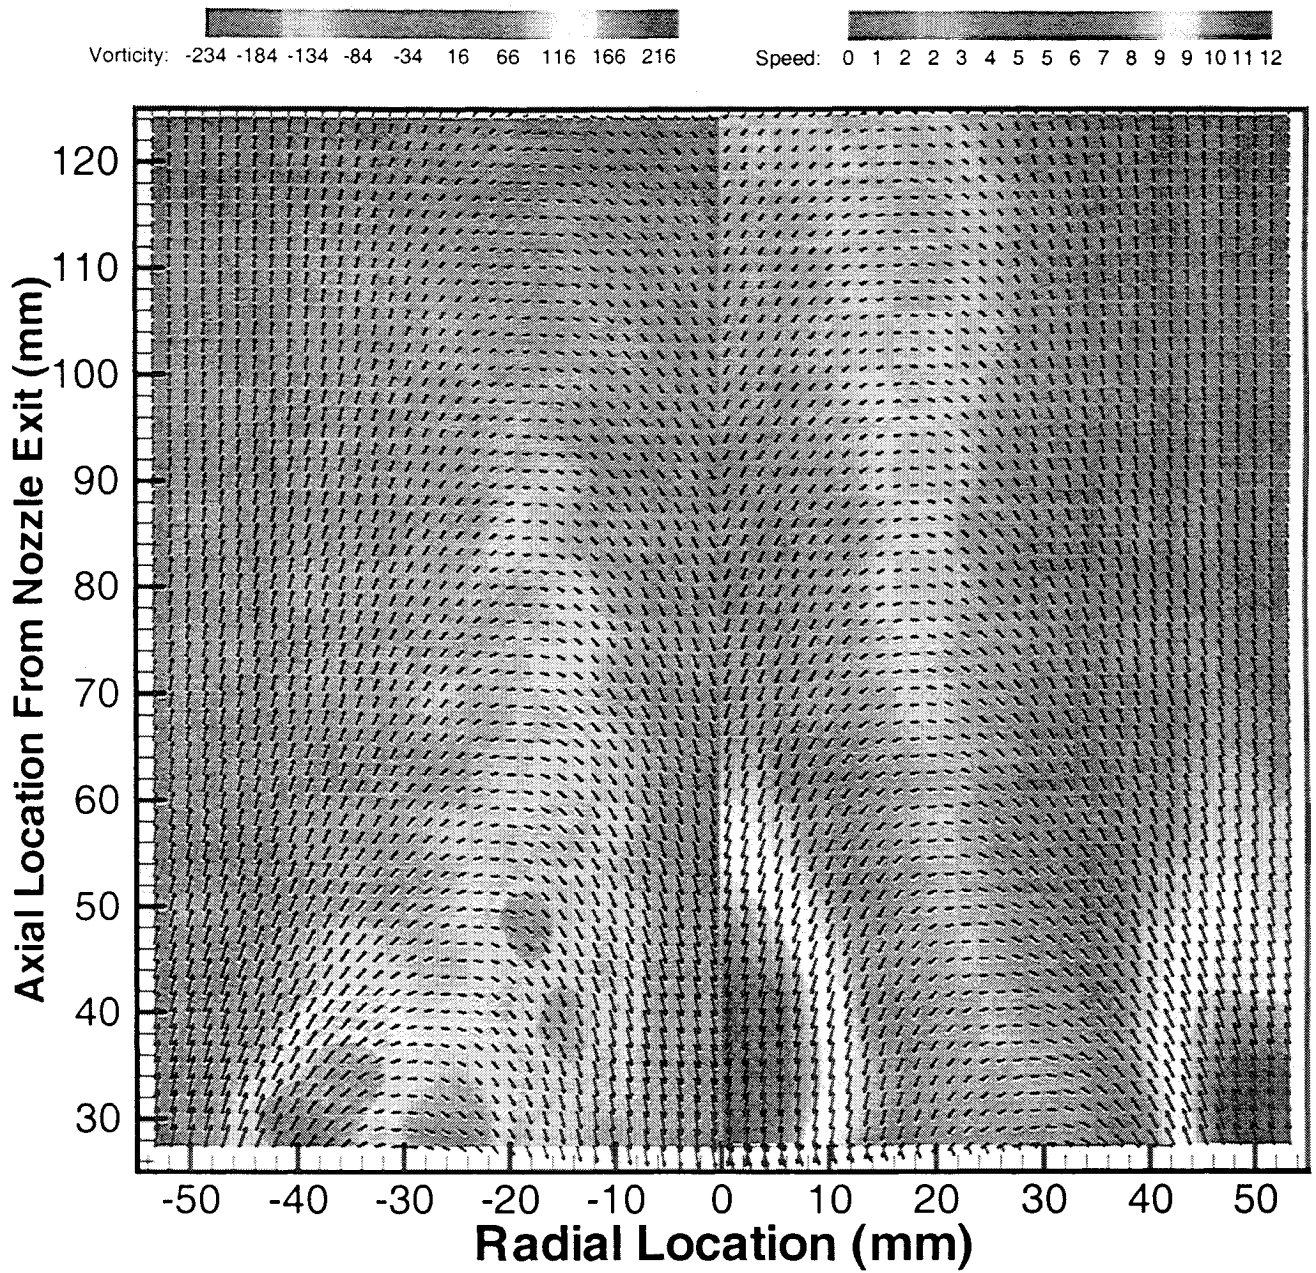 Vorticity: -234 -184 -134 -84 -34 16 66 116 166 216
Speed: 0 1 2 2 3 4 5 5 6 7 8 9 9 10 11 12
120
110
100
90
80
70
60
50
40
30
Axial Location From Nozzle Exit (mm)
-50 -40 -30 -20 -10 0 10 20 30 40 50
Radial Location (mm)